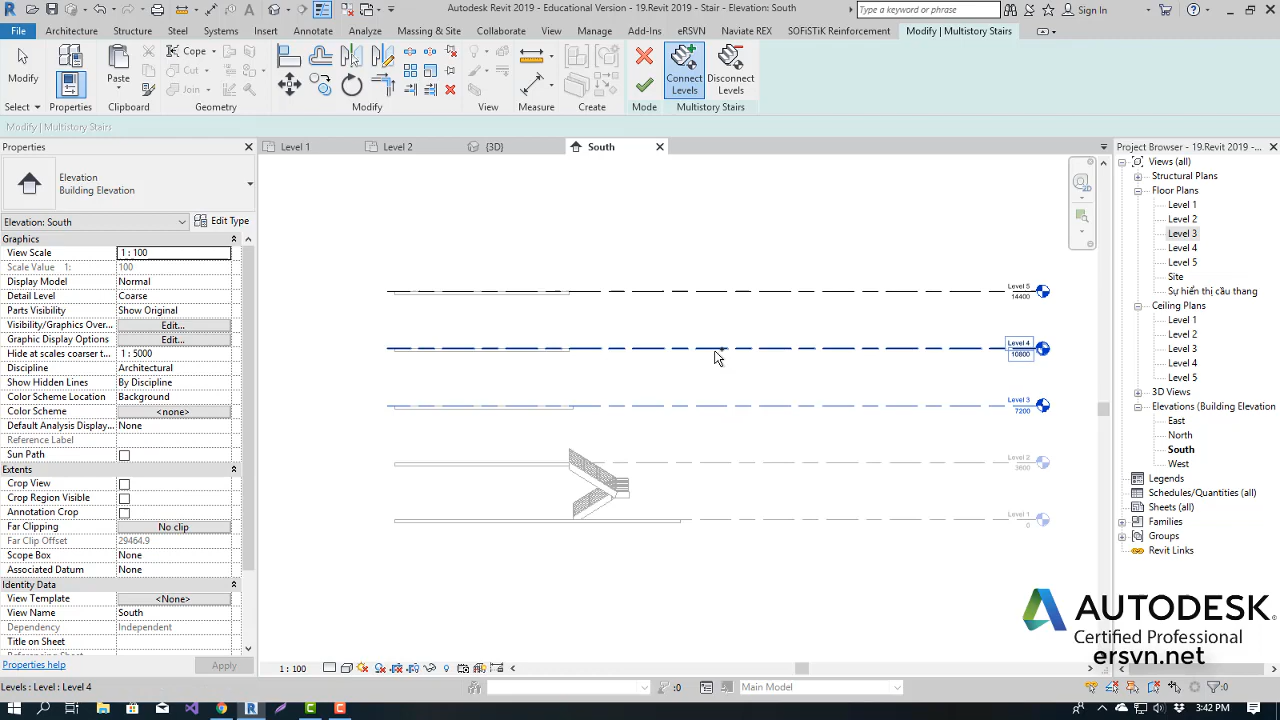 Autodesk Revit 2019 - Educational Version - 19.Revit 2019 - Stair - Elevation: South
Type a keyword or phrase
Sign In
File Architecture Structure Steel Systems Insert Annotate Analyze Massing & Site Collaborate View Manage Add-Ins eRSVN Naviate REX SOFiSTiK Reinforcement Modify | Multistory Stairs
Modify
Properties
Paste
Cope
Cut
Join
Connect Levels
Disconnect Levels
Select Properties Clipboard Geometry Modify View Measure Create Mode Multistory Stairs
Modify | Multistory Stairs
Properties
Level 1
Level 2
{3D}
South
Project Browser - 19.Revit 2019 -...
Elevation
Building Elevation
Elevation: South
Edit Type
Graphics
View Scale 1 : 100
Scale Value 1: 100
Display Model Normal
Detail Level Coarse
Parts Visibility Show Original
Visibility/Graphics Over... Edit...
Graphic Display Options Edit...
Hide at scales coarser t... 1 : 5000
Discipline Architectural
Show Hidden Lines By Discipline
Color Scheme Location Background
Color Scheme <none>
Default Analysis Display... None
Reference Label
Sun Path
Extents
Crop View
Crop Region Visible
Annotation Crop
Far Clipping No clip
Far Clip Offset 29464.9
Scope Box None
Associated Datum None
Identity Data
View Template <None>
View Name South
Dependency Independent
Title on Sheet
Properties help
Apply
Level 5
14400
Level 4
10800
Level 3
7200
Level 2
3600
Level 1
0
Views (all)
Structural Plans
Floor Plans
Level 1
Level 2
Level 3
Level 4
Level 5
Site
Sự hiển thị cầu thang
Ceiling Plans
Level 1
Level 2
Level 3
Level 4
Level 5
3D Views
Elevations (Building Elevation
East
North
South
West
Legends
Schedules/Quantities (all)
Sheets (all)
Families
Groups
Revit Links
AUTODESK
Certified Professional
ersvn.net
1 : 100
Levels : Level : Level 4
:0
Main Model
:0
3:42 PM